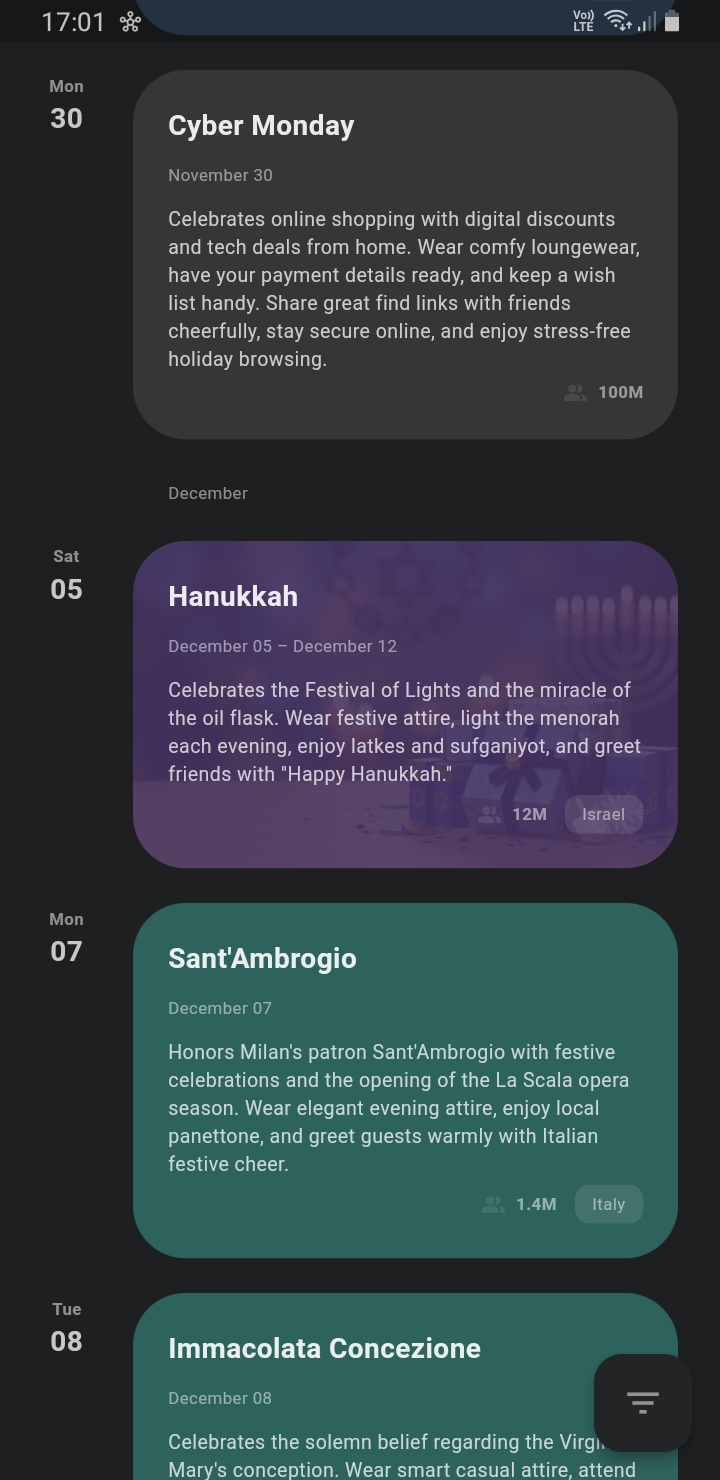 17:01
Vo)) LTE
Mon
30
Cyber Monday
November 30
Celebrates online shopping with digital discounts
and tech deals from home. Wear comfy loungewear,
have your payment details ready, and keep a wish
list handy. Share great find links with friends
cheerfully, stay secure online, and enjoy stress-free
holiday browsing.
100M
December
Sat
05
Hanukkah
December 05 – December 12
Celebrates the Festival of Lights and the miracle of
the oil flask. Wear festive attire, light the menorah
each evening, enjoy latkes and sufganiyot, and greet
friends with "Happy Hanukkah."
12M
Israel
Mon
07
Sant'Ambrogio
December 07
Honors Milan's patron Sant'Ambrogio with festive
celebrations and the opening of the La Scala opera
season. Wear elegant evening attire, enjoy local
panettone, and greet guests warmly with Italian
festive cheer.
1.4M
Italy
Tue
08
Immacolata Concezione
December 08
Celebrates the solemn belief regarding the
Mary's conception. Wear smart casual attire, attend